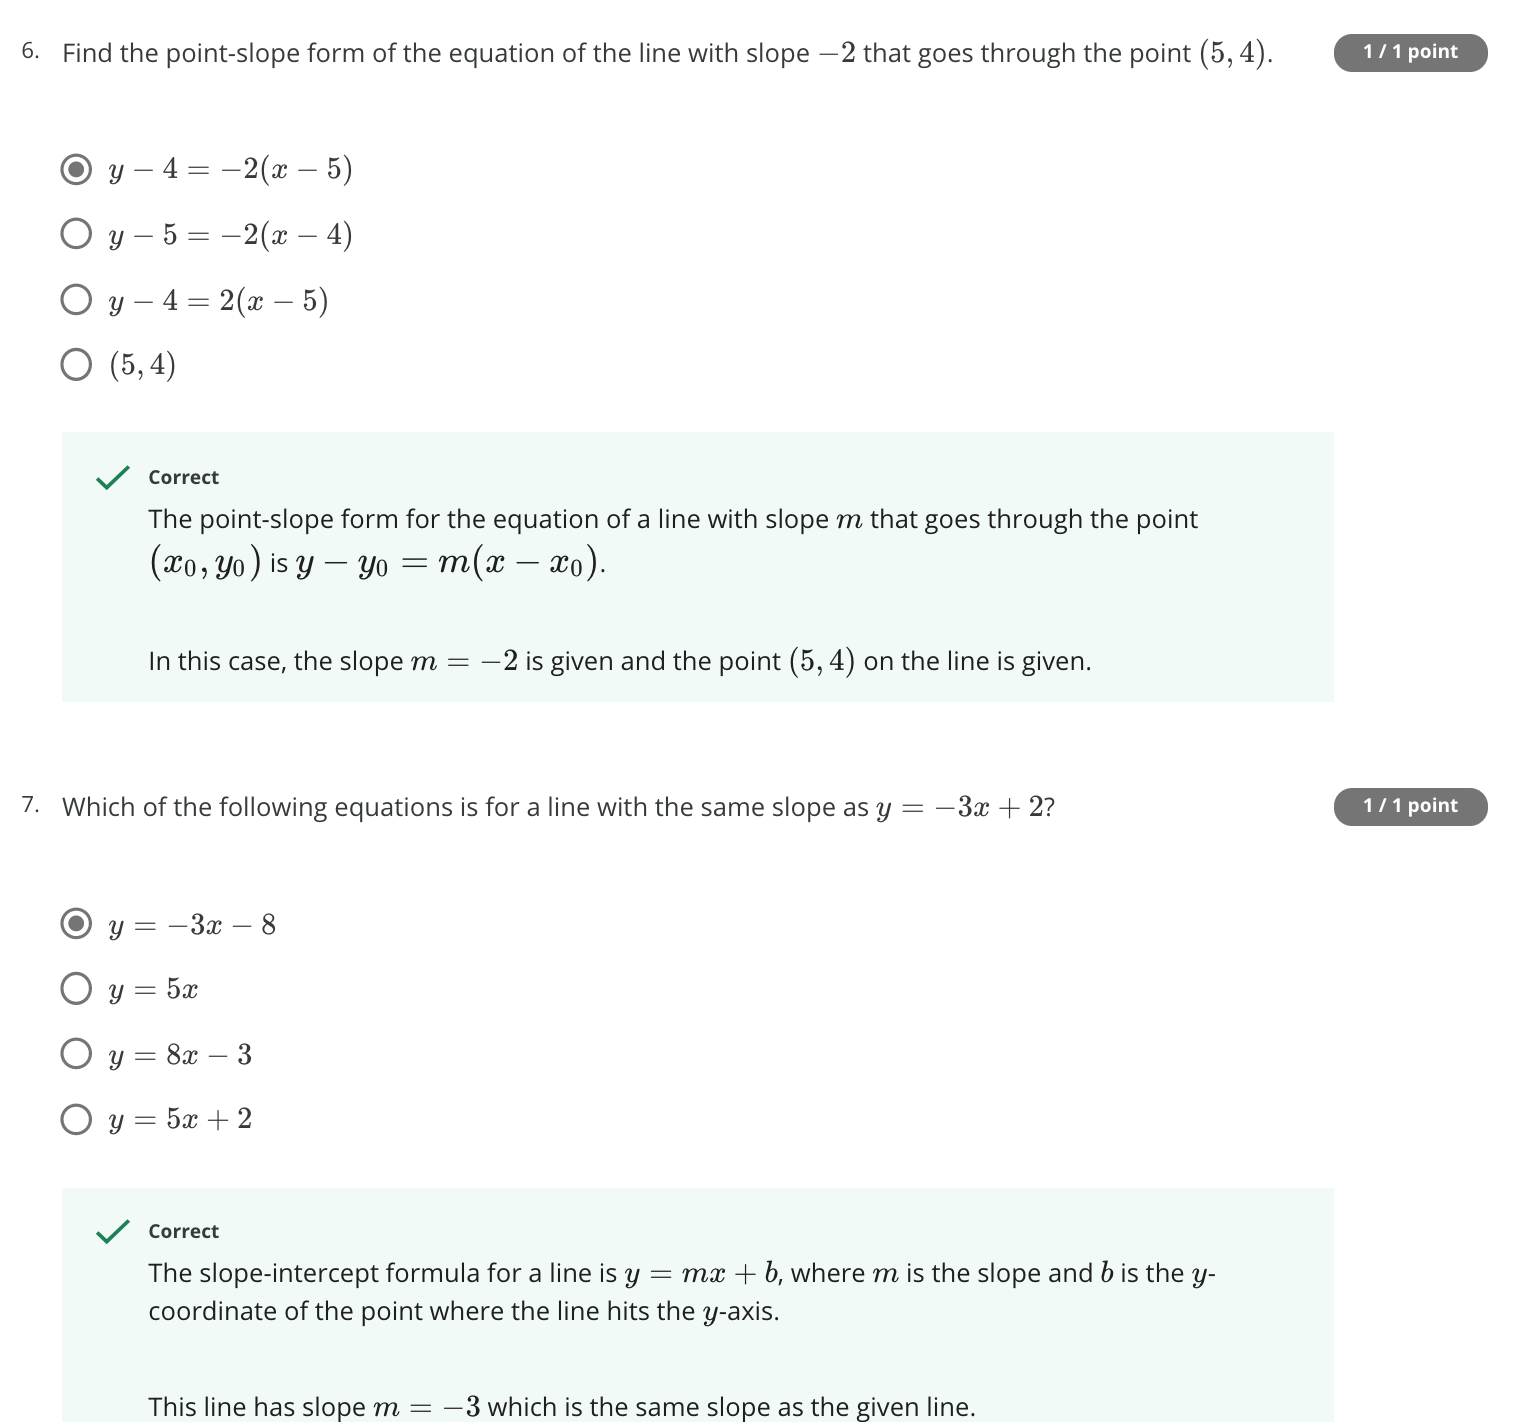 6. Find the point-slope form of the equation of the line with slope −2 that goes through the point (5, 4). 1 / 1 point
y − 4 = −2(x − 5)
y − 5 = −2(x − 4)
y − 4 = 2(x − 5)
(5, 4)
Correct
The point-slope form for the equation of a line with slope m that goes through the point
(x₀, y₀) is y − y₀ = m(x − x₀).
In this case, the slope m = −2 is given and the point (5, 4) on the line is given.
7. Which of the following equations is for a line with the same slope as y = −3x + 2? 1 / 1 point
y = −3x − 8
y = 5x
y = 8x − 3
y = 5x + 2
Correct
The slope-intercept formula for a line is y = mx + b, where m is the slope and b is the y-
coordinate of the point where the line hits the y-axis.
This line has slope m = −3 which is the same slope as the given line.